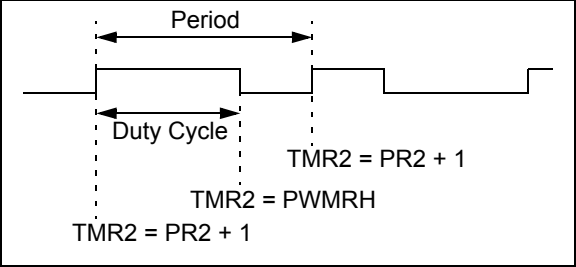 Period
Duty Cycle
TMR2 = PR2 + 1
TMR2 = PWMRH
TMR2 = PR2 + 1